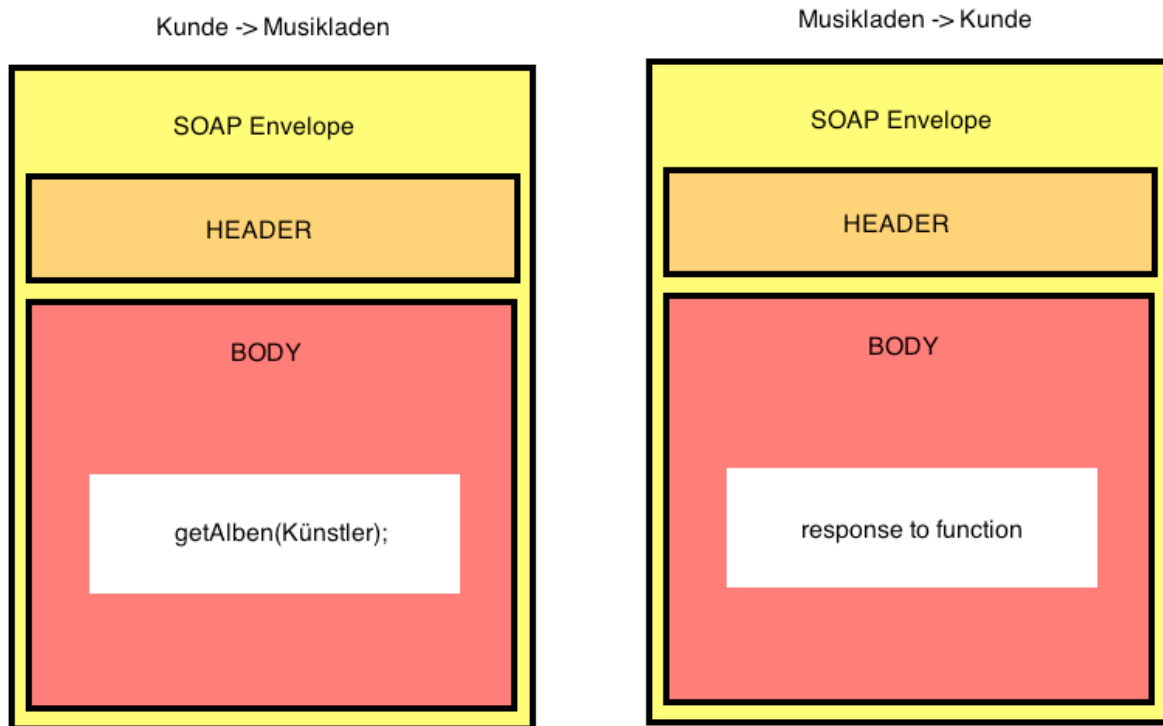 Kunde -> Musikladen
SOAP Envelope
HEADER
BODY
getAlben(Künstler);
Musikladen -> Kunde
SOAP Envelope
HEADER
BODY
response to function